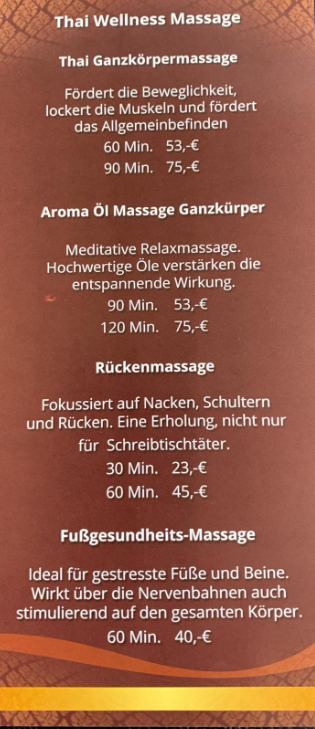 Thai Wellness Massage
Thai Ganzkörpermassage
Fördert die Beweglichkeit,
lockert die Muskeln und fördert
das Allgemeinbefinden
60 Min. 53,-€
90 Min. 75,-€
Aroma Öl Massage Ganzkürper
Meditative Relaxmassage.
Hochwertige Öle verstärken die
entspannende Wirkung.
90 Min. 53,-€
120 Min. 75,-€
Rückenmassage
Fokussiert auf Nacken, Schultern
und Rücken. Eine Erholung, nicht nur
für Schreibtischtäter.
30 Min. 23,-€
60 Min. 45,-€
Fußgesundheits-Massage
Ideal für gestresste Füße und Beine.
Wirkt über die Nervenbahnen auch
stimulierend auf den gesamten Körper.
60 Min. 40,-€